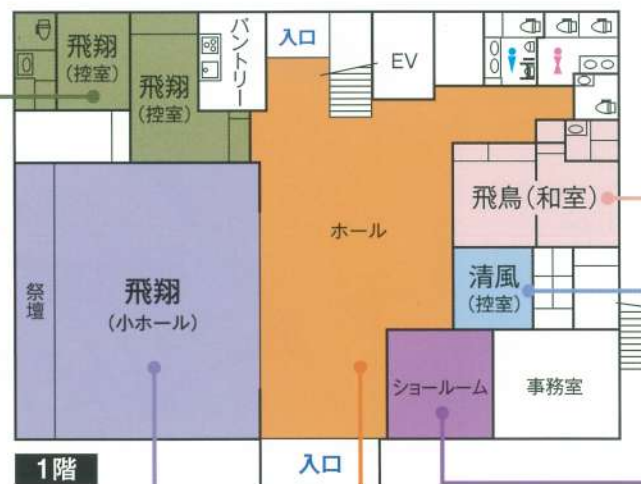 飛翔
(控室)
飛翔
(控室)
パントリー
入口
EV
ホール
飛鳥(和室)
清風
(控室)
祭壇
飛翔
(小ホール)
ショールーム
事務室
1階
入口